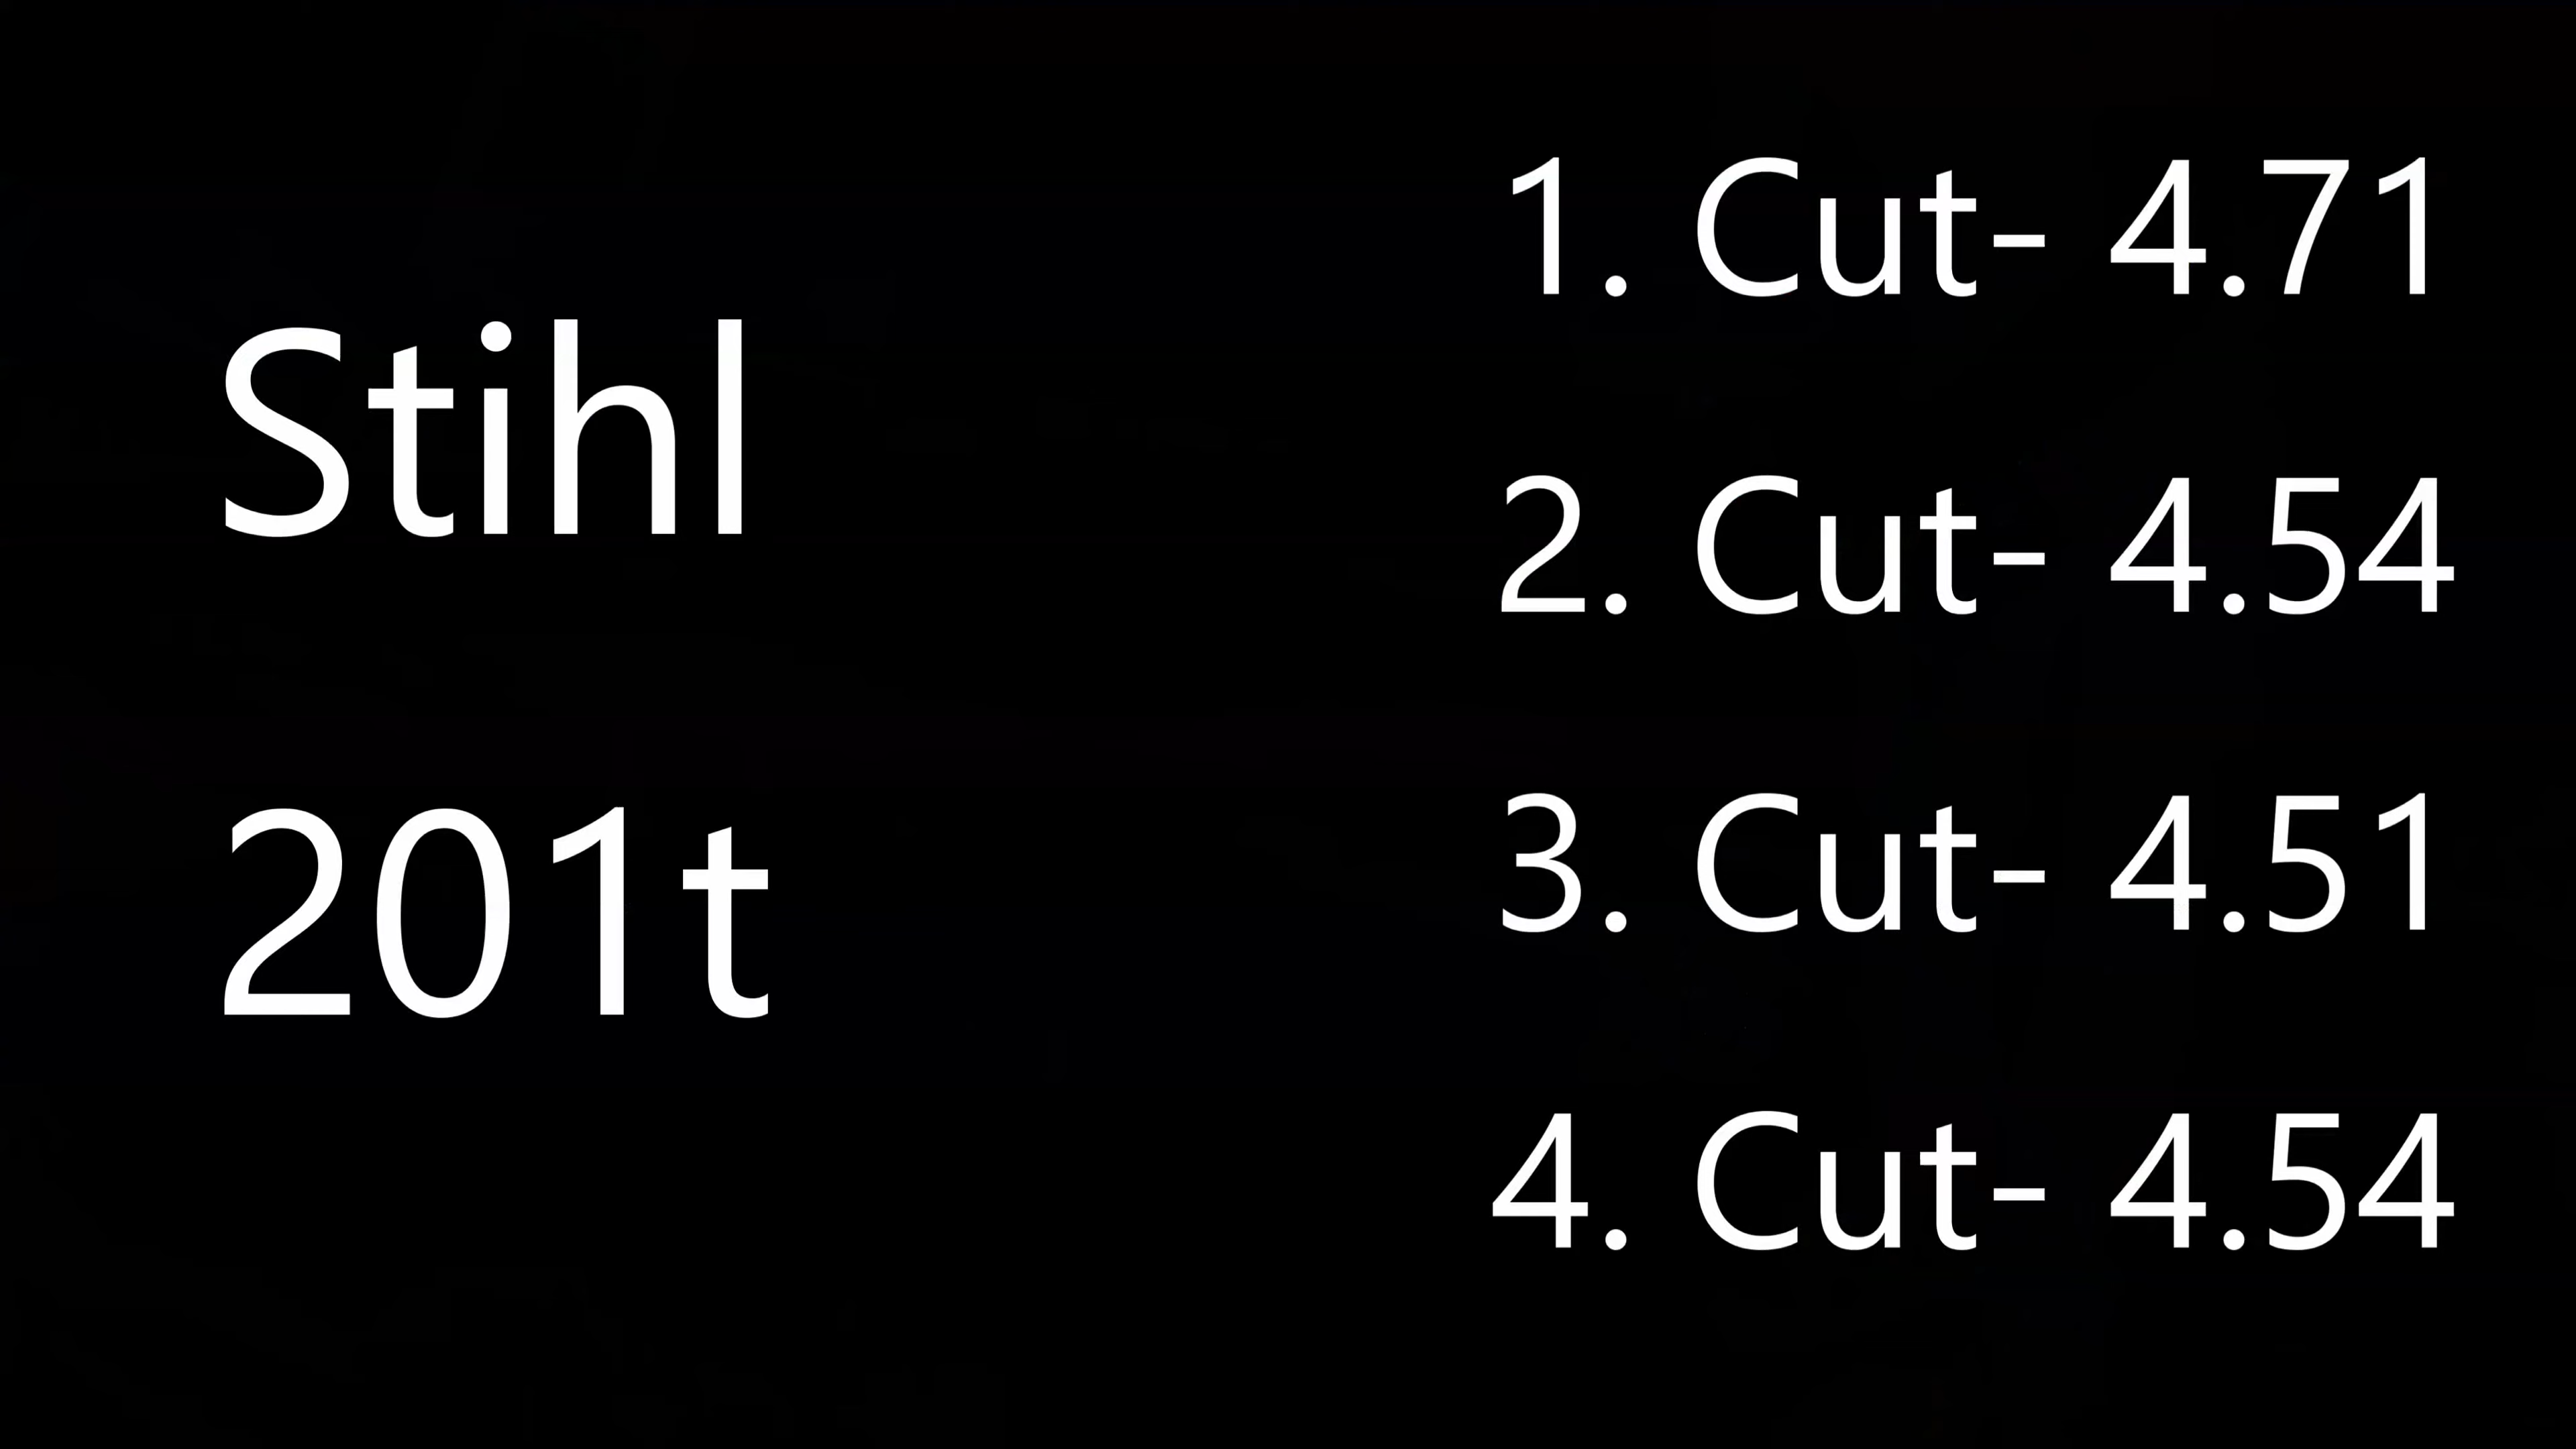 Stihl
201t
1. Cut- 4.71
2. Cut- 4.54
3. Cut- 4.51
4. Cut- 4.54